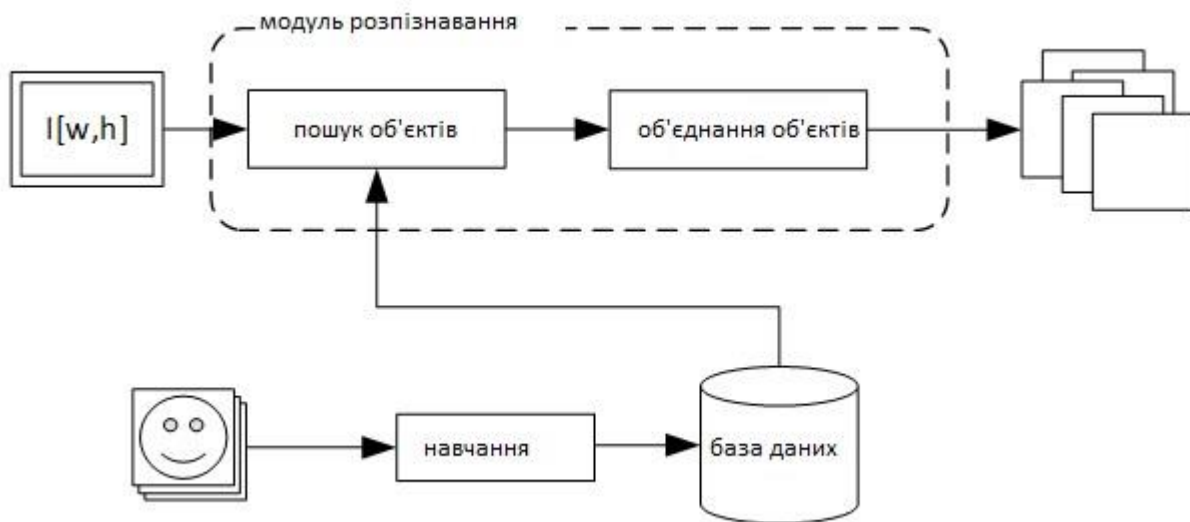 модуль розпізнавання
I[w,h]
пошук об'єктів
об'єднання об'єктів
навчання
база даних